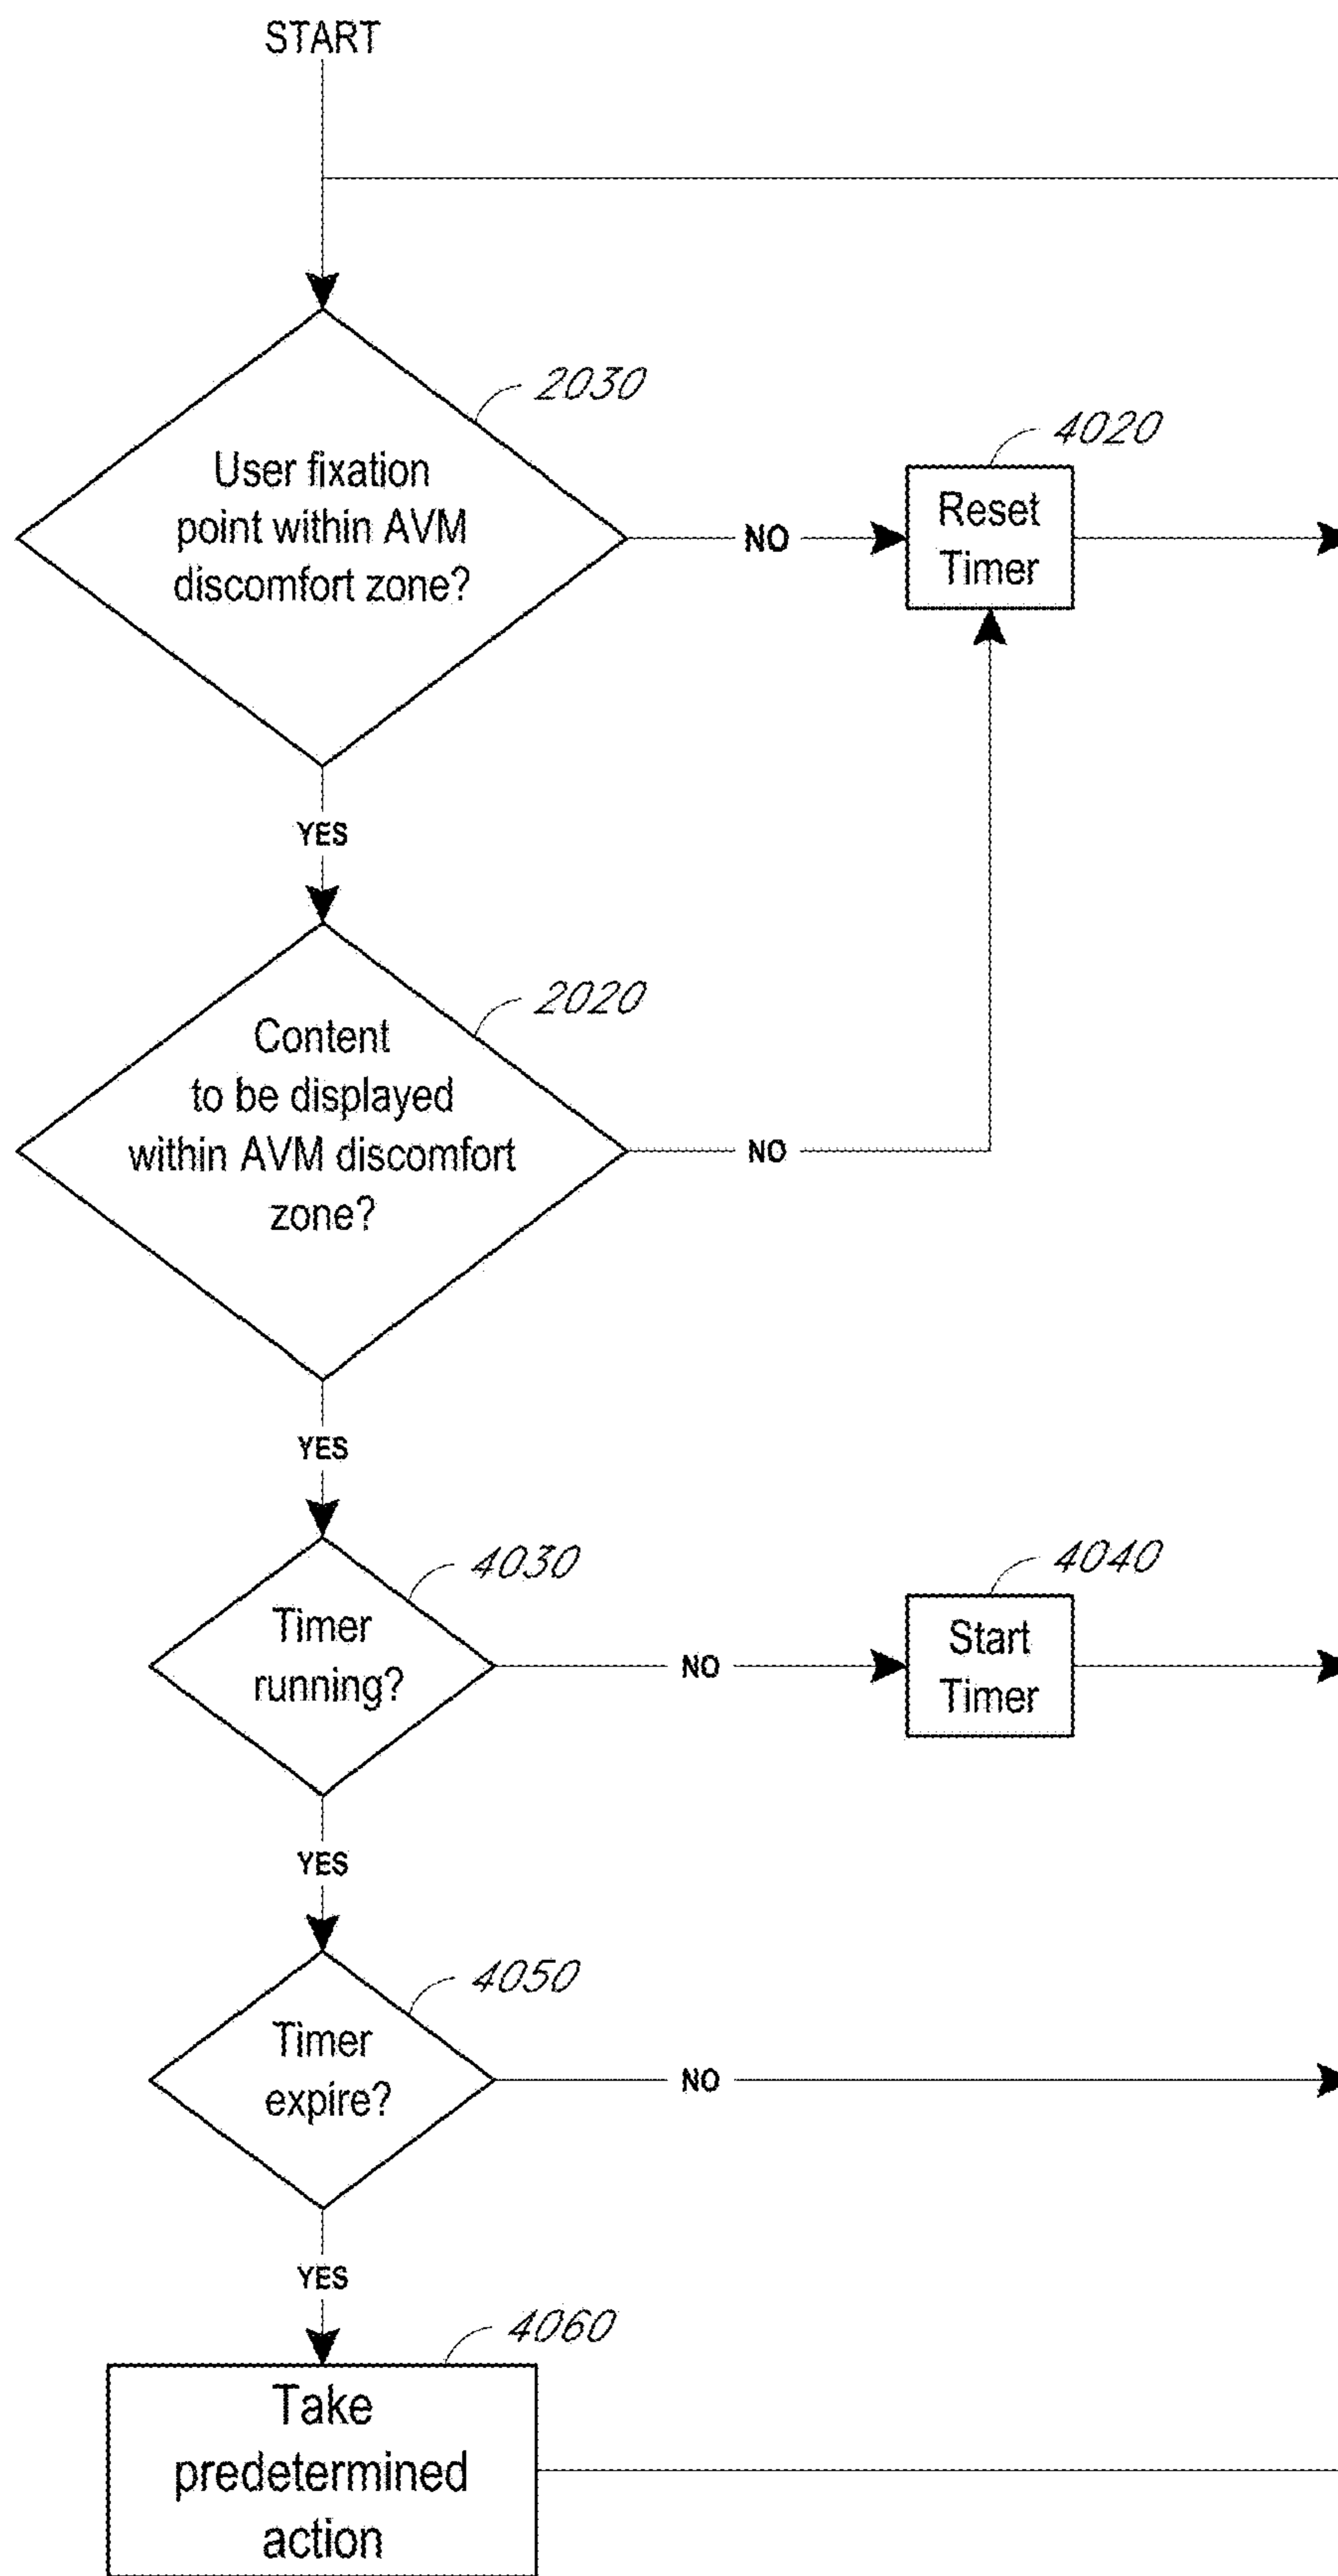 START
2030
User fixation
point within AVM
discomfort zone?
NO
4020
Reset
Timer
YES
2020
Content
to be displayed
within AVM discomfort
zone?
NO
YES
4030
Timer
running?
NO
4040
Start
Timer
YES
4050
Timer
expire?
NO
YES
4060
Take
predetermined
action